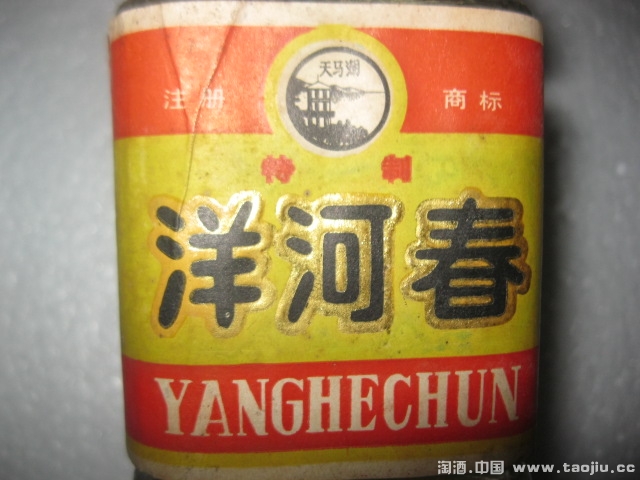 天马湖
注册 商标
特制
洋河春
YANGHECHUN
淘酒.中国 www.taojiu.cc